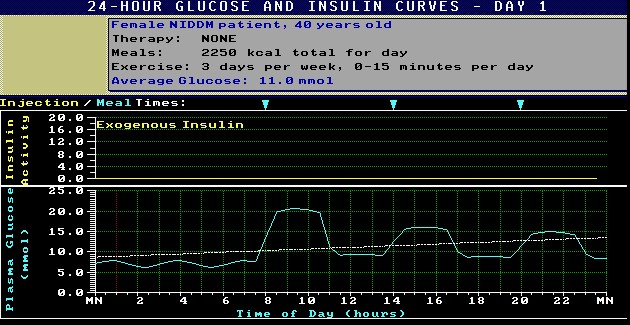 24-HOUR GLUCOSE AND INSULIN CURVES - DAY 1
Female NIDDM patient, 40 years old
Therapy: NONE
Meals: 2250 kcal total for day
Exercise: 3 days per week, 0-15 minutes per day
Average Glucose: 11.0 mmol
Injection / Meal Times:
Insulin Activity
20.0
16.0
12.0
8.0
4.0
0.0
Exogenous Insulin
Plasma Glucose (mMol)
25.0
20.0
15.0
10.0
5.0
0.0
MN 2 4 6 8 10 12 14 16 18 20 22 MN
Time of Day (hours)